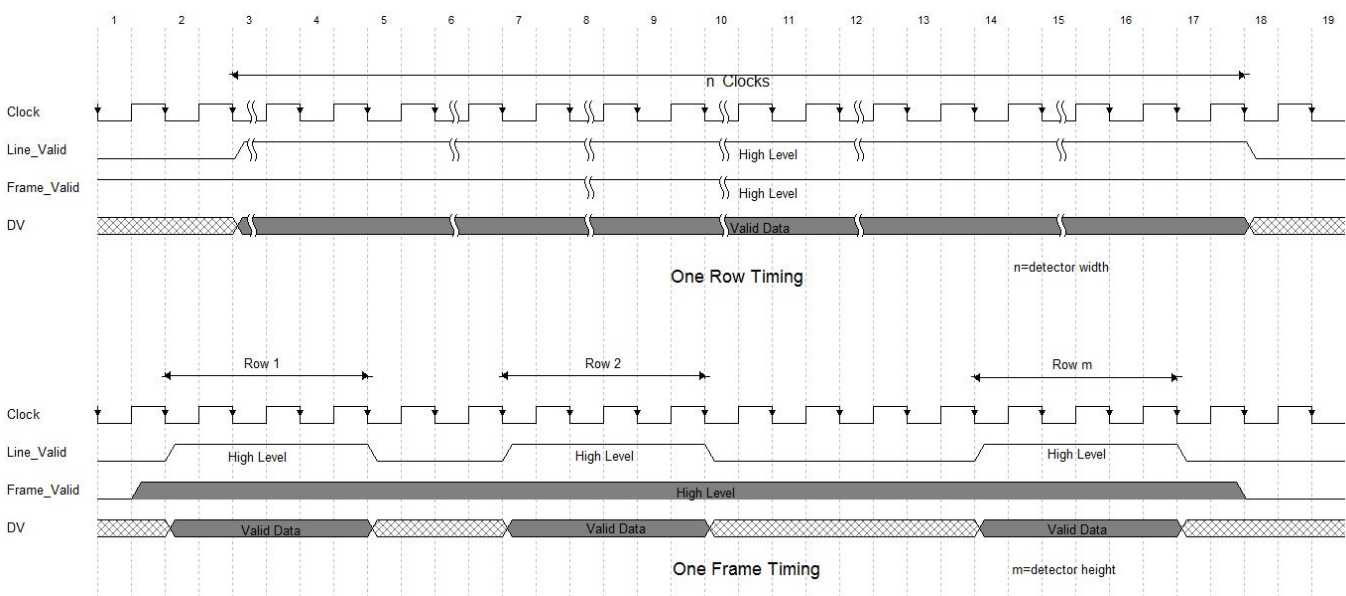 1 2 3 4 5 6 7 8 9 10 11 12 13 14 15 16 17 18 19
n Clocks
Clock
Line_Valid High Level
Frame_Valid High Level
DV Valid Data
One Row Timing n=detector width
Row 1 Row 2 Row m
Clock
Line_Valid High Level High Level High Level
Frame_Valid High Level
DV Valid Data Valid Data Valid Data
One Frame Timing m=detector height